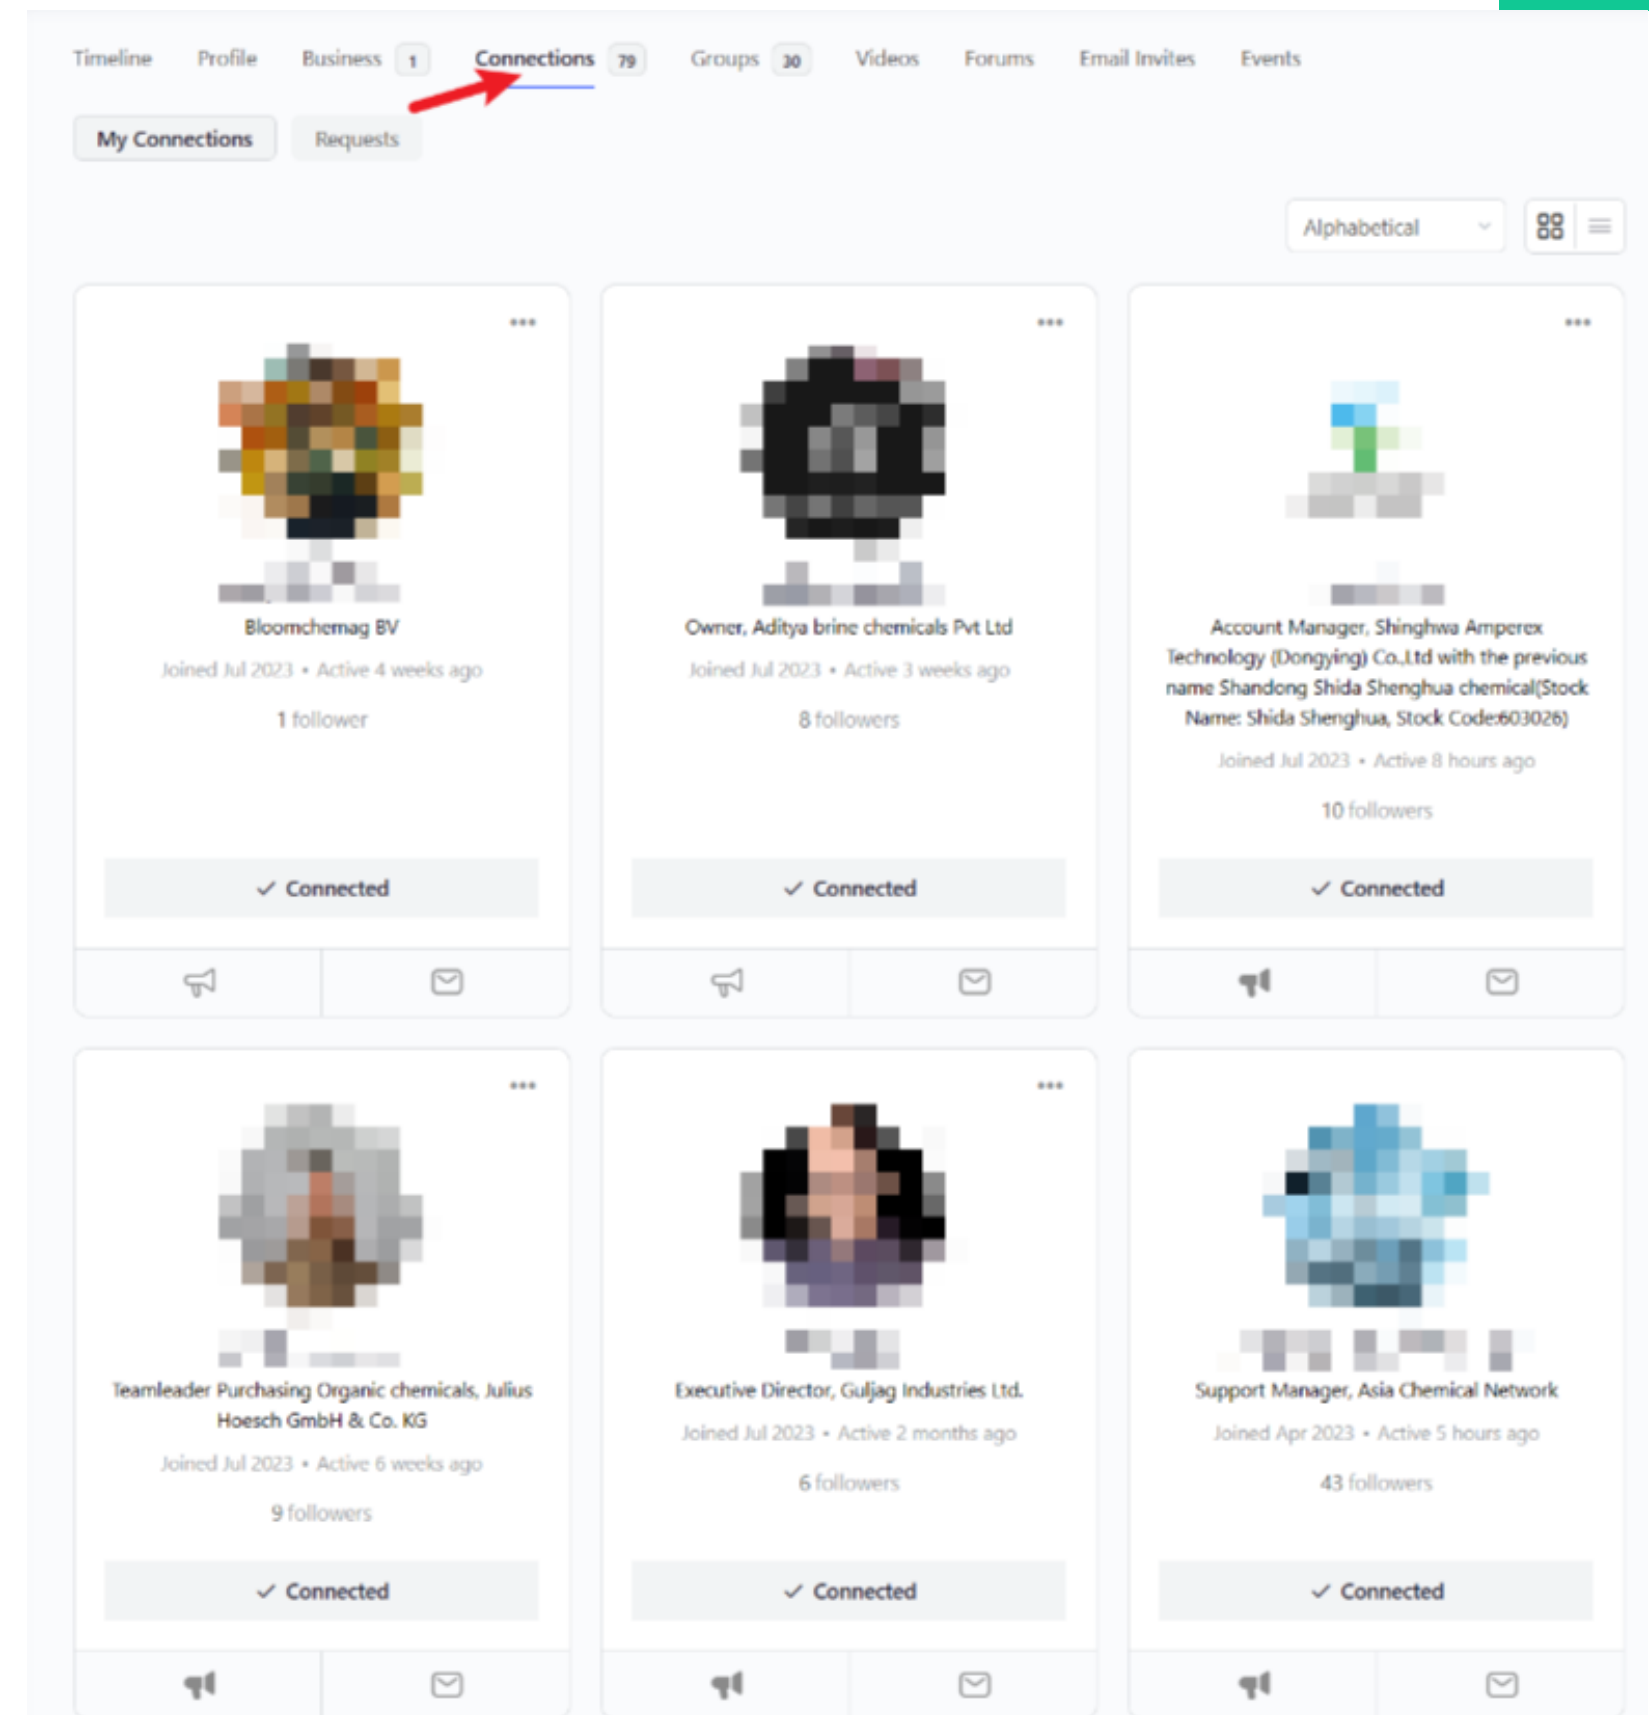 Timeline Profile Business 1 Connections 79 Groups 30 Videos Forums Email Invites Events
My Connections Requests
Alphabetical
Bloomchemag BV
Joined Jul 2023 • Active 4 weeks ago
1 follower
Connected
Owner, Aditya brine chemicals Pvt Ltd
Joined Jul 2023 • Active 3 weeks ago
8 followers
Connected
Account Manager, Shinghwa Amperex
Technology (Dongying) Co.,Ltd with the previous
name Shandong Shida Shenghua chemical(Stock
Name: Shida Shenghua, Stock Code:603026)
Joined Jul 2023 • Active 8 hours ago
10 followers
Connected
Teamleader Purchasing Organic chemicals, Julius
Hoesch GmbH & Co. KG
Joined Jul 2023 • Active 6 weeks ago
9 followers
Connected
Executive Director, Guljag Industries Ltd.
Joined Jul 2023 • Active 2 months ago
6 followers
Connected
Support Manager, Asia Chemical Network
Joined Apr 2023 • Active 5 hours ago
43 followers
Connected